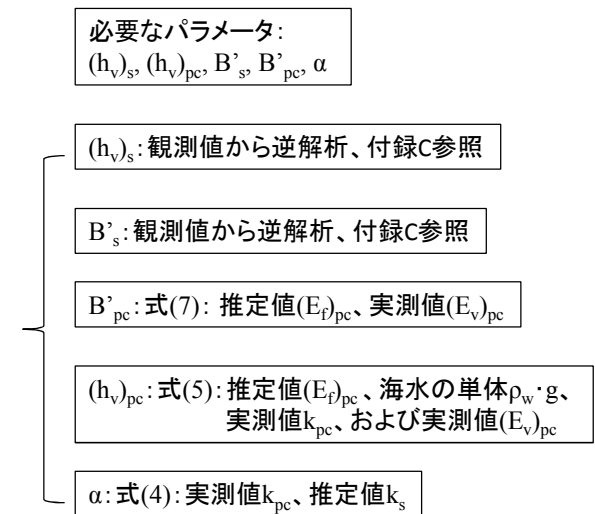 必要なパラメータ:
(hv)s, (hv)pc, B's, B'pc, α
(hv)s:観測値から逆解析、付録C参照
B's:観測値から逆解析、付録C参照
B'pc:式(7): 推定値(Ef)pc、実測値(Ev)pc
(hv)pc:式(5):推定値(Ef)pc、海水の単体ρw・g、
実測値kpc、および実測値(Ev)pc
α:式(4):実測値kpc、推定値ks